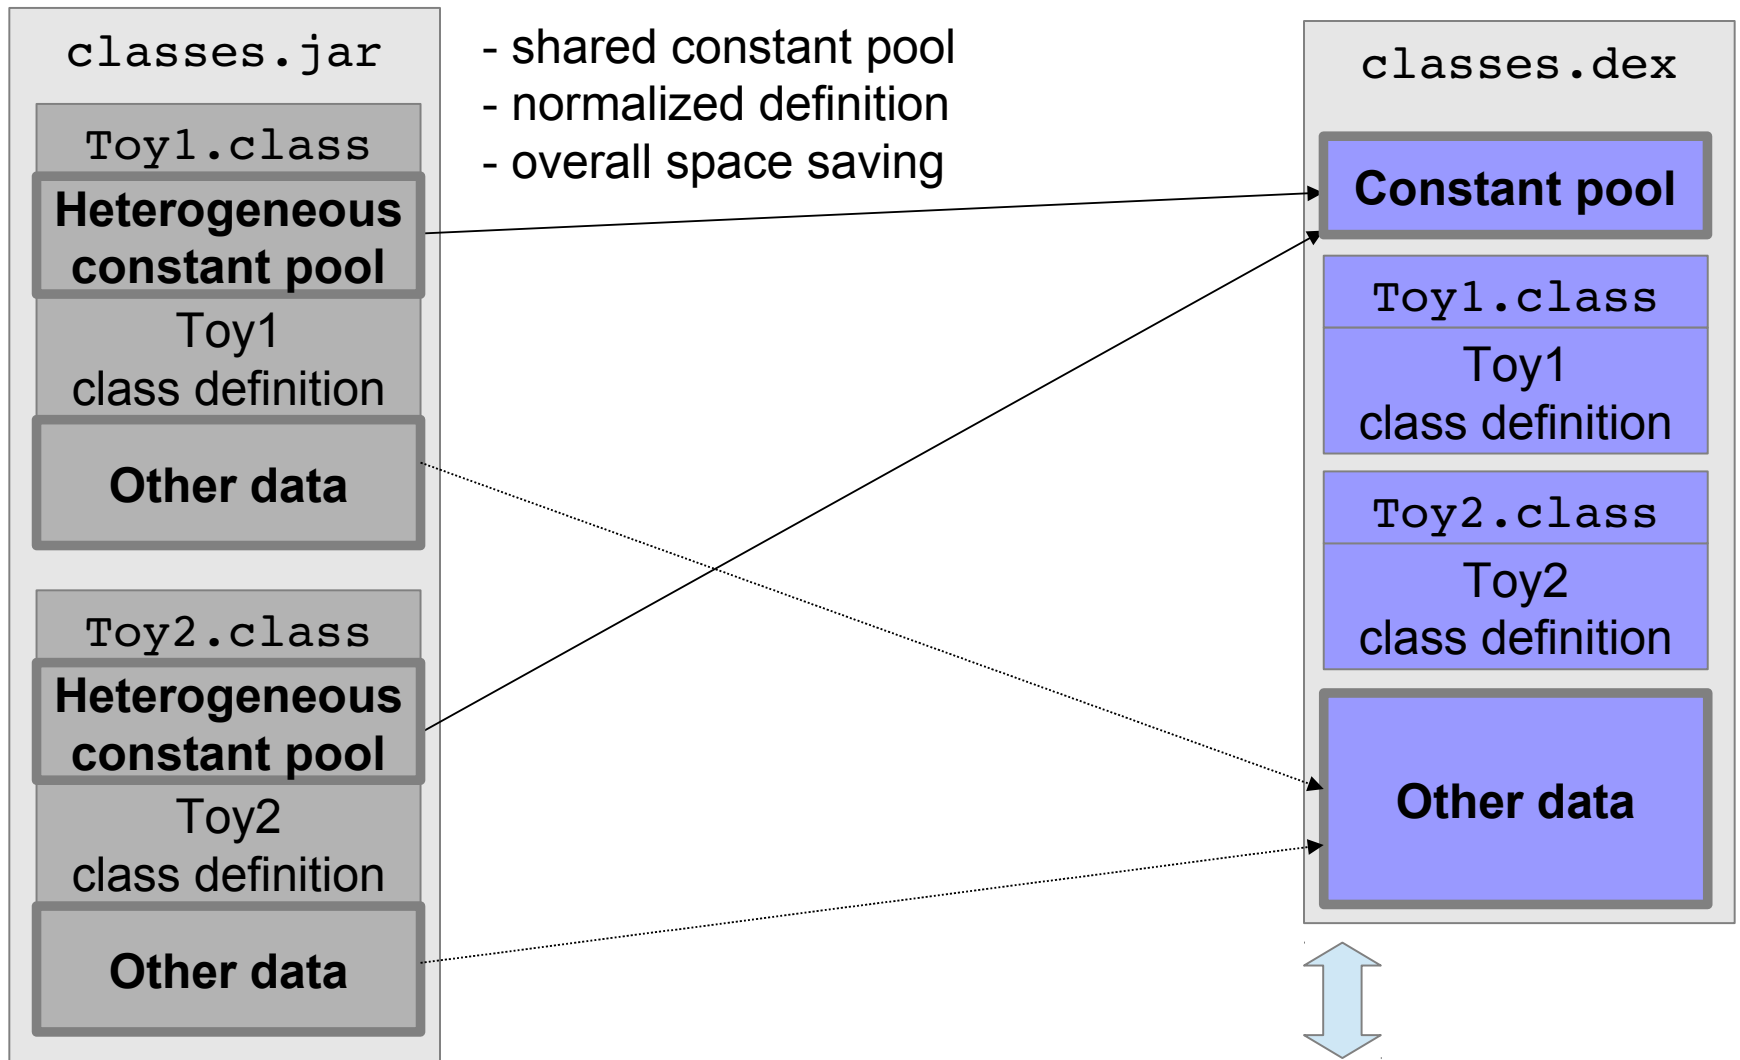 classes.jar
Toy1.class
Heterogeneous
constant pool
Toy1
class definition
Other data
Toy2.class
Heterogeneous
constant pool
Toy2
class definition
Other data
- shared constant pool
- normalized definition
- overall space saving
classes.dex
Constant pool
Toy1.class
Toy1
class definition
Toy2.class
Toy2
class definition
Other data